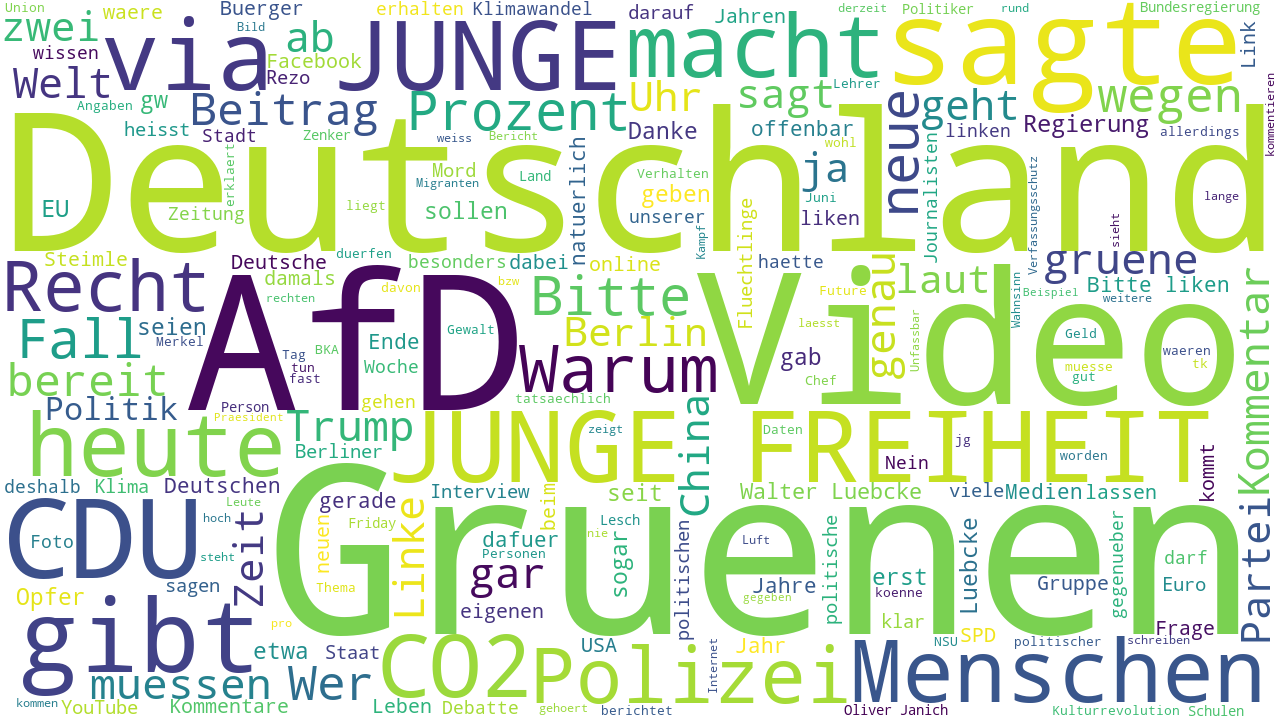 Union
waere
Buerger
erhalten Klimawandel
darauf
Jahren
derzeit
Politiker
rund
Bundesregierung
zwei
via
Bild
ab
JUNGE
macht
sagte
Link
wissen
Facebook
Welt
Rezo
Lehrer
Angaben
gw
Beitrag
Prozent
Uhr
sagt
neue
geht
wegen
kommentieren
heisst
Stadt
Zenker
weiss
Bericht
Danke
offenbar
linken
Regierung
allerdings
Deutschland
erklaert
natuerlich
wohl
ja
Journalisten
Mord
Migranten
Land
Verhalten
geben
Juni
Verfassungsschutz
lange
EU
Zeitung
liegt
sollen
unserer
liken
Kampf
Fluechtlinge
sieht
Steimle
Deutsche
duerfen
besonders
dabei
online
haette
genau
gruene
Recht
damals
rechten
AfD
davon
bzw
Bitte
Video
laut
Future
Wahnsinn
Bitte liken
Beispiel
weitere
Kommentar
Fall
seien
Merkel
Gewalt
Berlin
laesst
Unfassbar
Geld
waeren
Tag
tun
fast
BKA
Ende
Woche
Warum
gab
Chef
muesse
gut
tk
bereit
Politik
Person
Praesident
gehen
tatsaechlich
heute
Trump
Berliner
JUNGE FREIHEIT
zeigt
China
Daten
Nein
jg
worden
kommt
deshalb
Klima
Deutschen
Leute
gerade
Interview
seit
Walter Luebcke
viele
Medien
lassen
Partei
CDU
Foto
hoch
steht
Zeit
neuen
Friday
Gruenen
Linke
Lesch
nie
beim
dafuer
Personen
sogar
politischen
Luft
politische
Luebcke
gegenueber
darf
sagen
Thema
gar
eigenen
Jahre
gegeben
erst
koenne
Gruppe
Euro
Opfer
pro
klar
Frage
gibt
etwa
Staat
CO2
USA
Internet
Jahr
NSU
SPD
politischer
schreiben
muessen
Wer
Polizei
Menschen
kommen
YouTube
Kommentare
Leben
Debatte
gehoert
berichtet
Oliver Janich
Kulturrevolution
Schulen